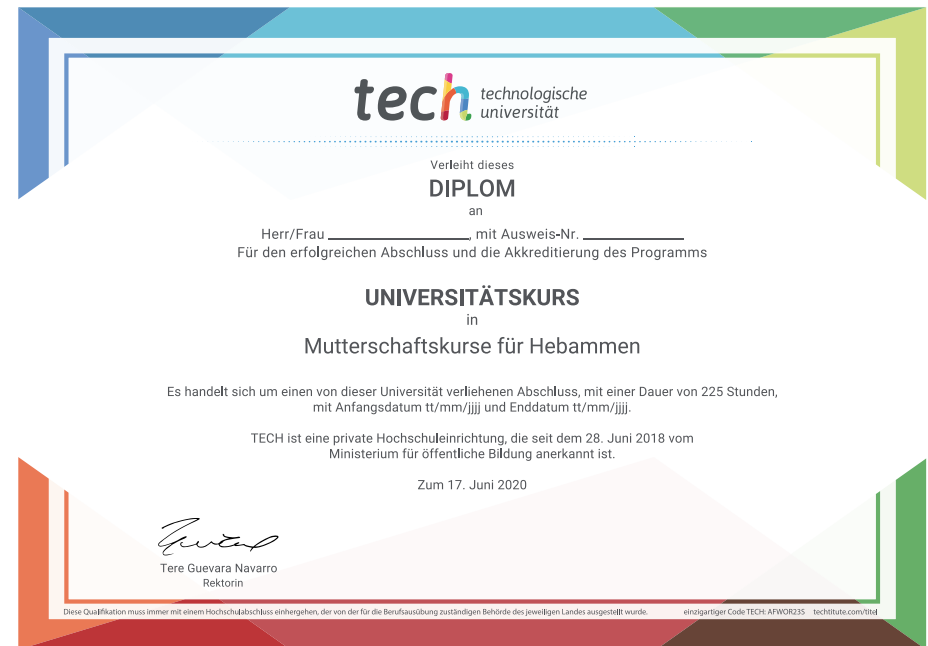 tech technologische
universität
Verleiht dieses
DIPLOM
an
Herr/Frau ____________, mit Ausweis-Nr. ____________
Für den erfolgreichen Abschluss und die Akkreditierung des Programms
UNIVERSITÄTSKURS
in
Mutterschaftskurse für Hebammen
Es handelt sich um einen von dieser Universität verliehenen Abschluss, mit einer Dauer von 225 Stunden,
mit Anfangsdatum tt/mm/jjjj und Enddatum tt/mm/jjjj.
TECH ist eine private Hochschuleinrichtung, die seit dem 28. Juni 2018 vom
Ministerium für öffentliche Bildung anerkannt ist.
Zum 17. Juni 2020
Tere Guevara Navarro
Rektorin
Diese Qualifikation muss immer mit einem Hochschulabschluss einhergehen, der von der für die Berufsausübung zuständigen Behörde des jeweiligen Landes ausgestellt wurde. einzigartiger Code TECH: AFWOR23S techtitute.com/titel